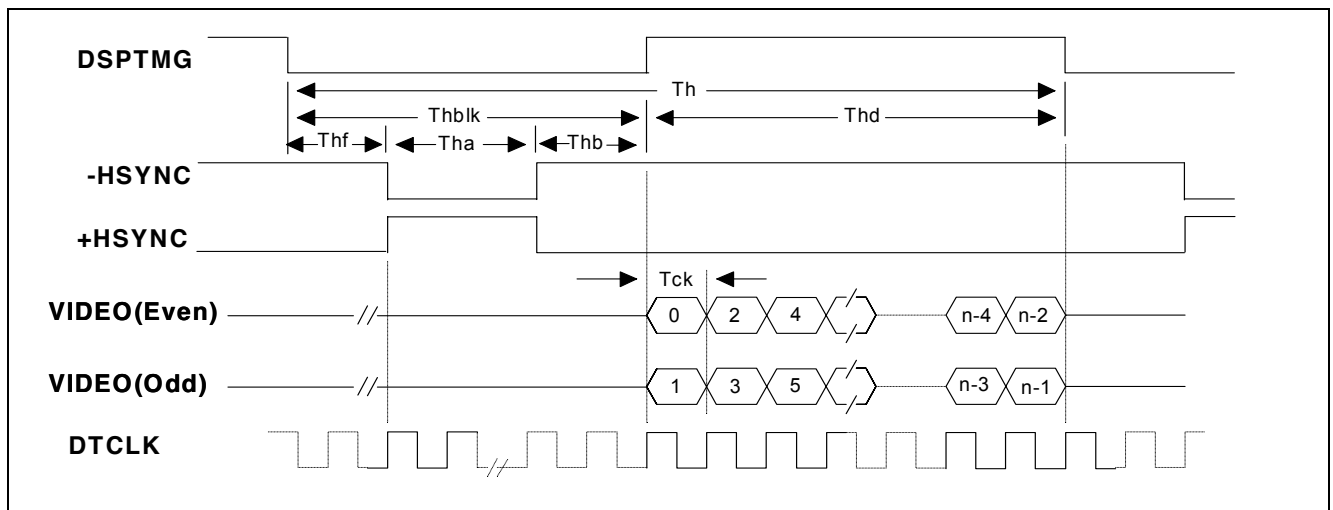 DSPTMG
Th
Thblk Thd
Thf Tha Thb
-HSYNC
+HSYNC
Tck
VIDEO(Even) 0 2 4 n-4 n-2
VIDEO(Odd) 1 3 5 n-3 n-1
DTCLK